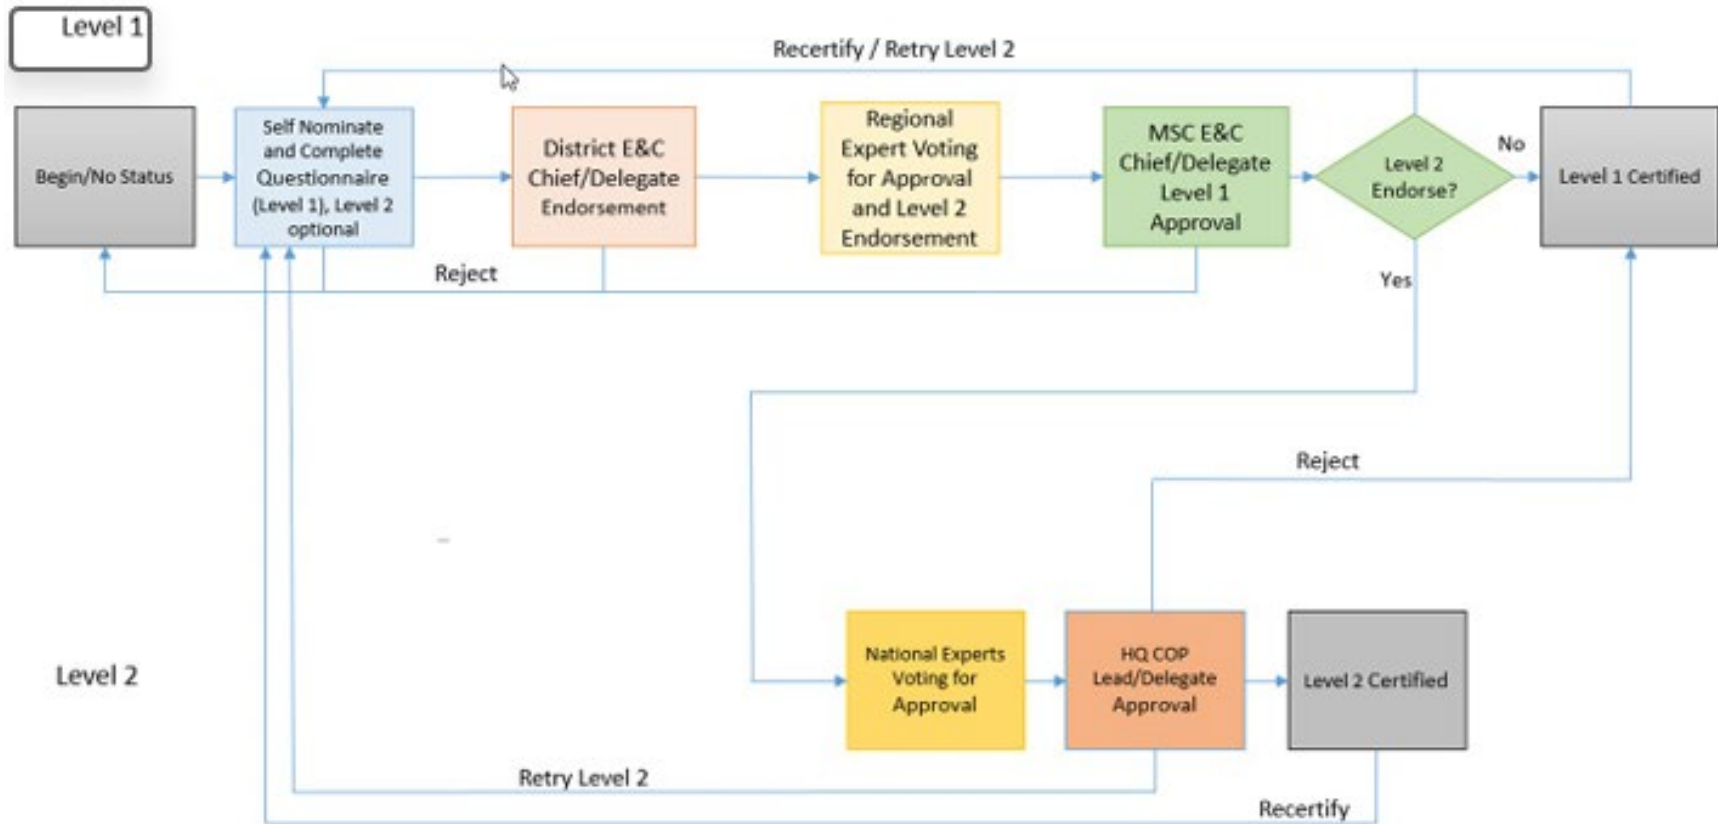 Level 1
Recertify / Retry Level 2
Begin/No Status
Self Nominate
and Complete
Questionnaire
(Level 1), Level 2
optional
District E&C
Chief/Delegate
Endorsement
Regional
Expert Voting
for Approval
and Level 2
Endorsement
MSC E&C
Chief/Delegate
Level 1
Approval
Level 2
Endorse?
No
Level 1 Certified
Reject
Yes
Reject
Level 2
National Experts
Voting for
Approval
HQ COP
Lead/Delegate
Approval
Level 2 Certified
Retry Level 2
Recertify